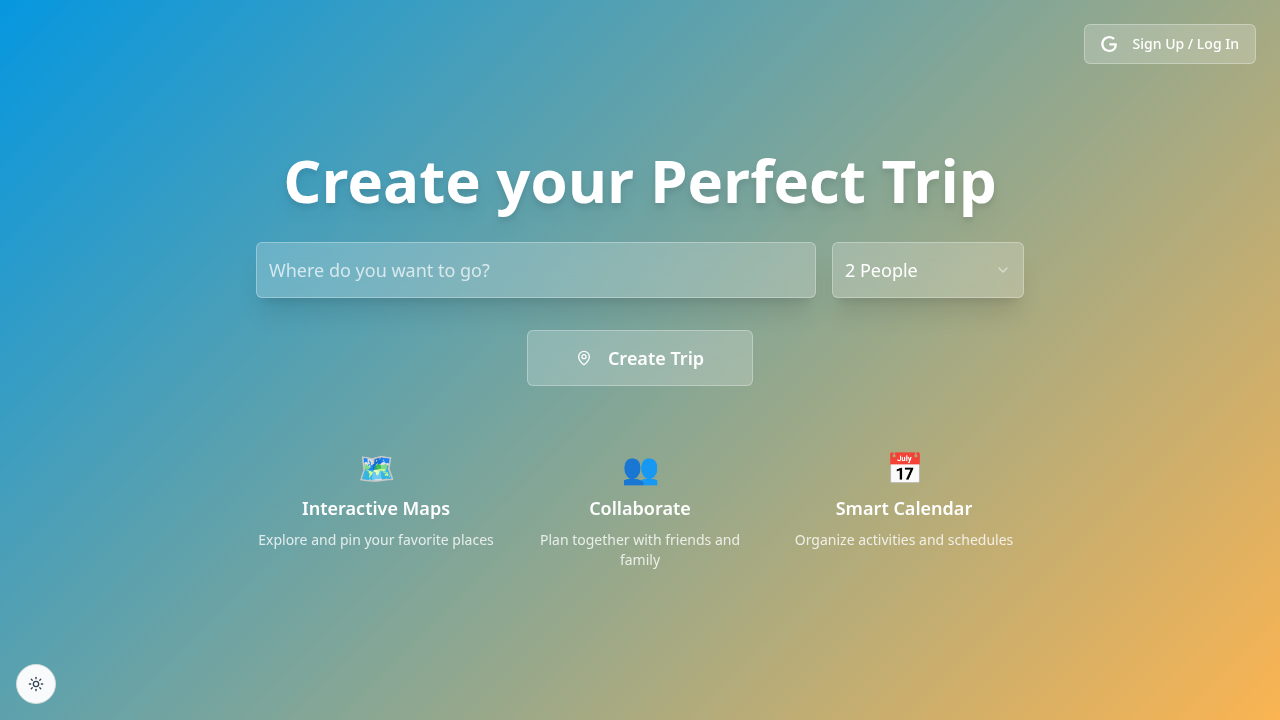 Sign Up / Log In
Create your Perfect Trip
Where do you want to go?
2 People
Create Trip
July
17
Interactive Maps
Collaborate
Smart Calendar
Explore and pin your favorite places
Plan together with friends and
family
Organize activities and schedules